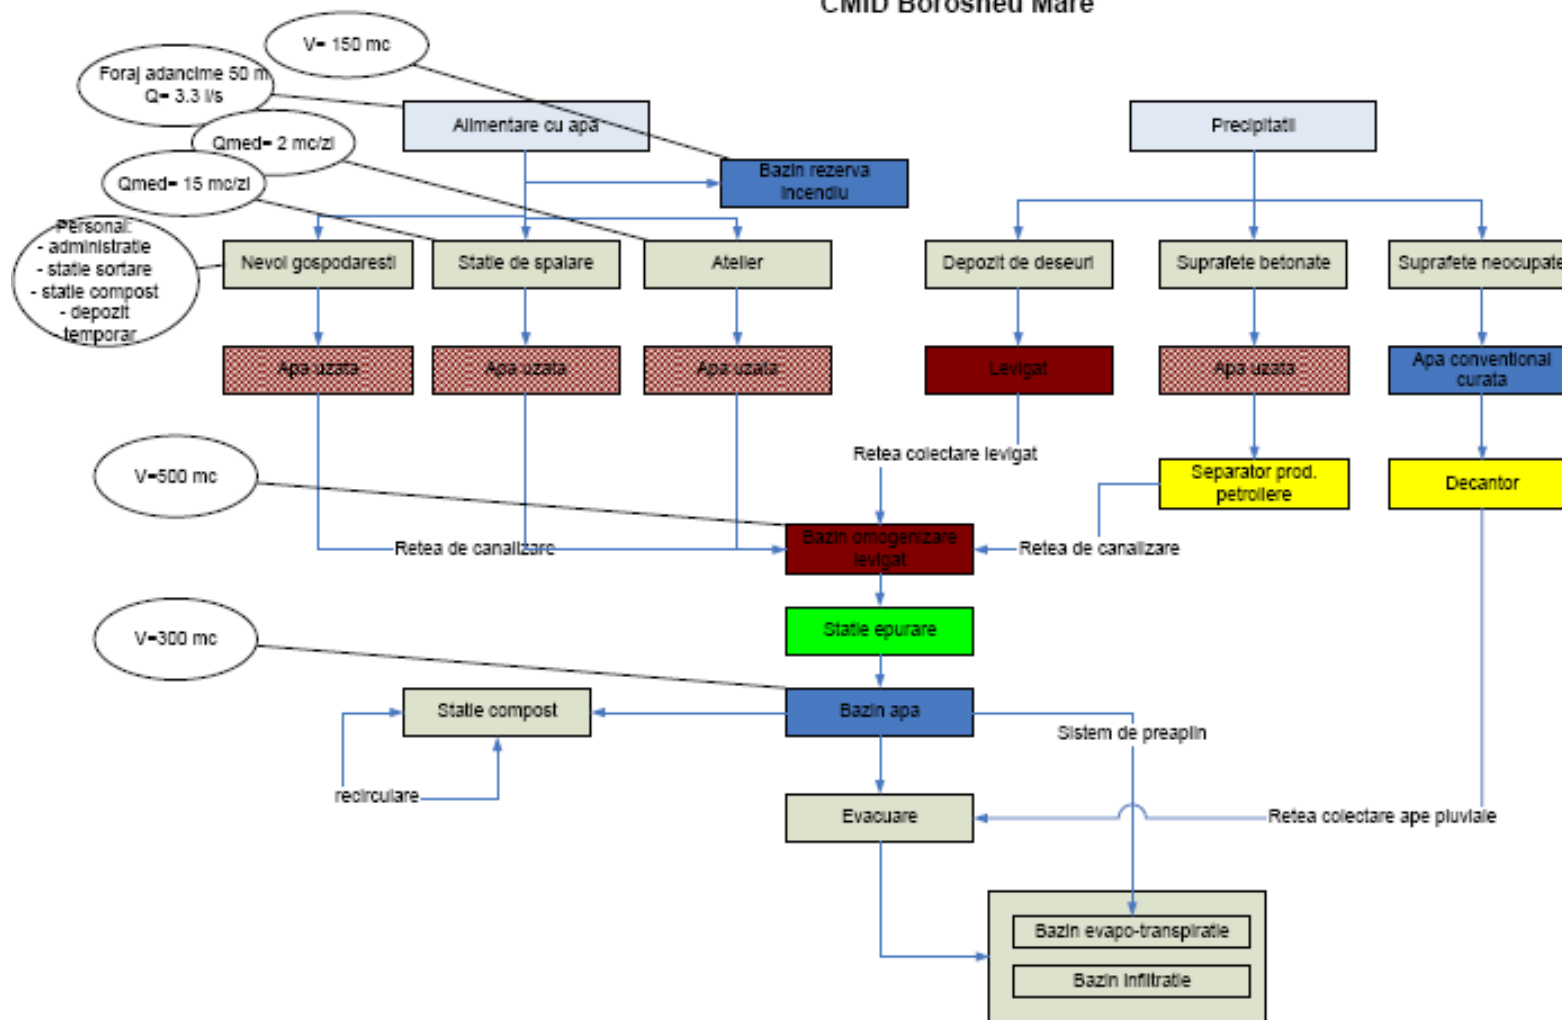 CMID Borosneu Mare
V= 150 mc
Foraj adancime 50 m
Q= 3.3 l/s
Alimentare cu apa
Precipitatii
Qmed= 2 mc/zi
Bazin rezerva
incendiu
Qmed= 15 mc/zi
Personal:
- administratie
- statie sortare
- statie compost
- depozit
temporar
Nevoi gospodaresti
Statie de spalare
Atelier
Depozit de deseuri
Suprafete betonate
Suprafete neocupate
Apa uzata
Apa uzata
Apa uzata
Levigat
Apa uzata
Apa conventional
curata
Retea colectare levigat
V=500 mc
Separator prod.
petroliere
Decantor
Retea de canalizare
Bazin omogenizare
levigat
Retea de canalizare
V=300 mc
Statie epurare
Statie compost
Bazin apa
Sistem de preaplin
recirculare
Evacuare
Retea colectare ape pluviale
Bazin evapo-transpiratie
Bazin infiltratie